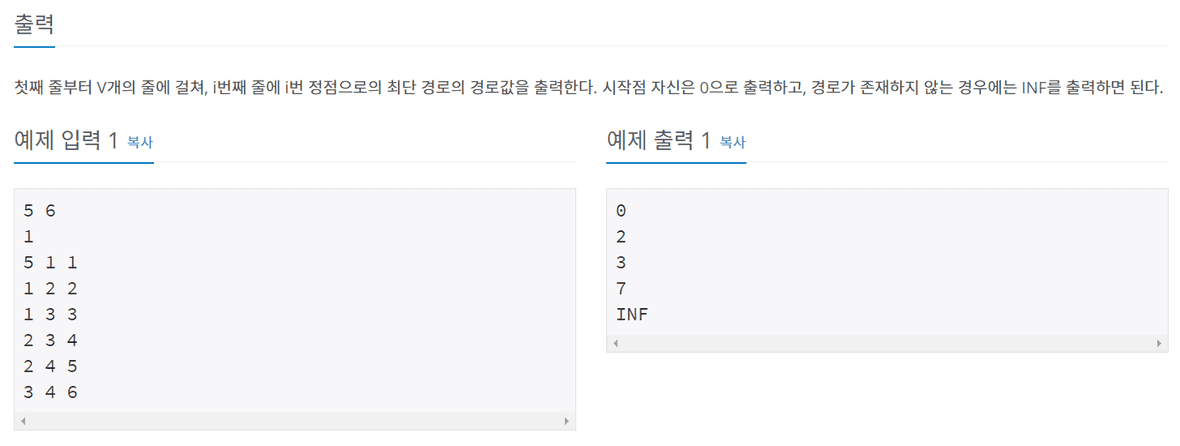 출력
첫째 줄부터 V개의 줄에 걸쳐, i번째 줄에 i번 정점으로의 최단 경로의 경로값을 출력한다. 시작점 자신은 0으로 출력하고, 경로가 존재하지 않는 경우에는 INF를 출력하면 된다.
예제 입력 1 복사
5 6
1
5 1 1
1 2 2
1 3 3
2 3 4
2 4 5
3 4 6
예제 출력 1 복사
0
2
3
7
INF